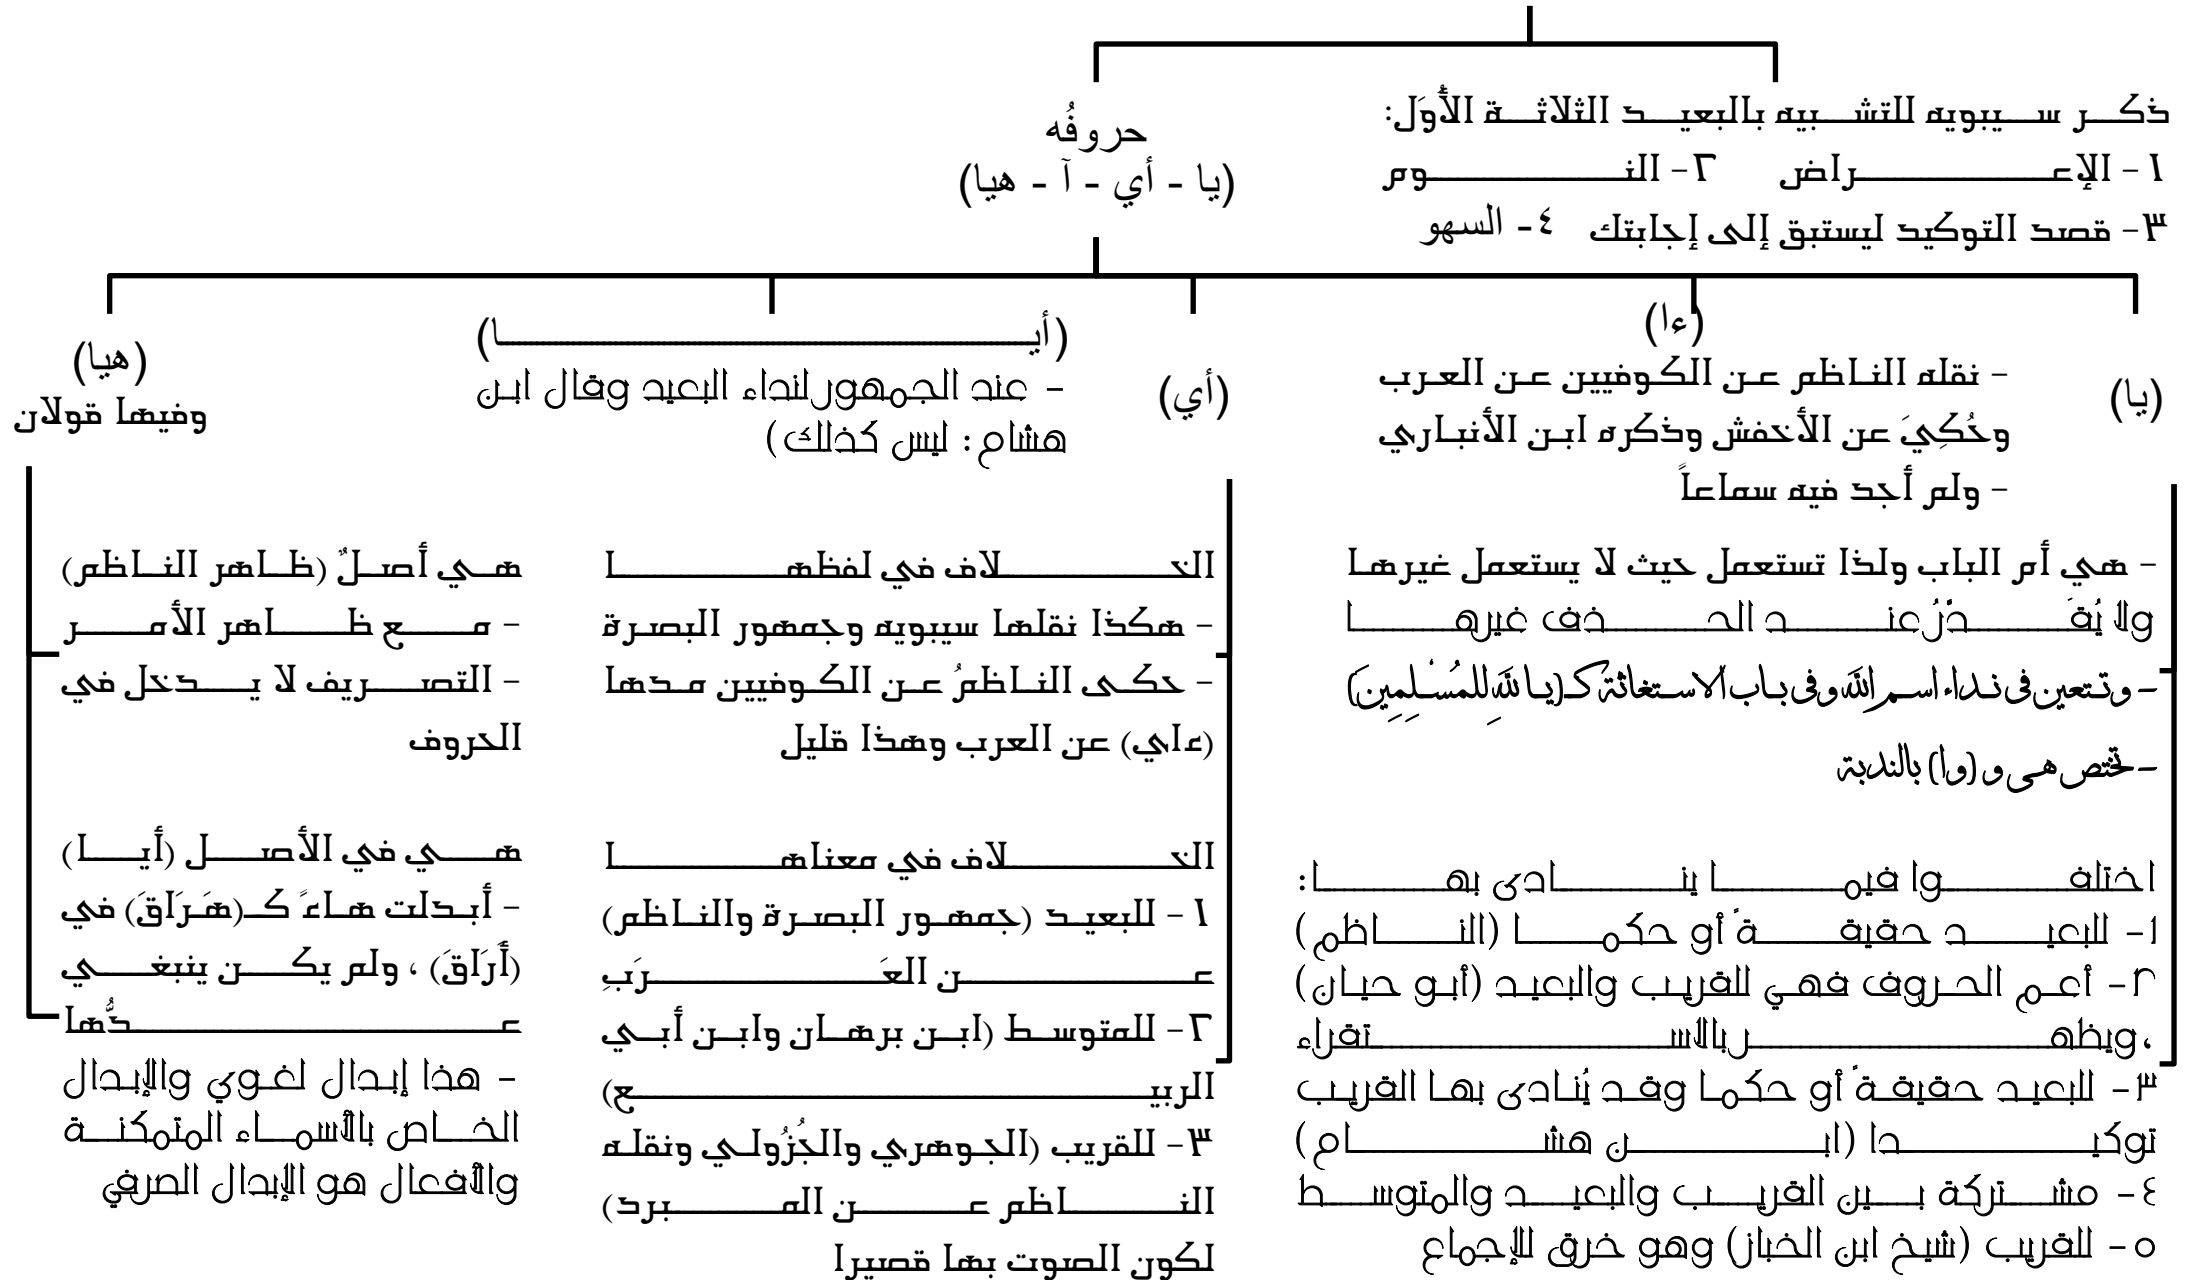 ذكر سيبويه للتشبيه بالبعيد الثلاثة الأُوَل:
١- الإعراض ٢- النوم
٣- قصد التوكيد ليستبق إلى إجابتك ٤- السهو
حروفُه
(يا - أي - آ - هيا)
(يا)
- هي أم الباب ولذا تستعمل حيث لا يستعمل غيرها
ولا يُقَدَّرُ عند الحذف غيرها
- وتتعين فى نداء اسم اللَّه وفى باب الاستغاثة كـ(يا للَّهِ للمُسْلِمِين)
- تختص هى و (وا) بالندبة
اختلفوا فيما ينادى بها:
١- للبعيد حقيقةً أو حكما (الناظم)
٢- أعم الحروف فهي للقريب والبعيد (أبو حيان)
، ويظهر بالاستقراء
٣- للبعيد حقيقةً أو حكما وقد يُنادى بها القريب
توكيدا (ابن هشام)
٤- مشتركة بين القريب والبعيد والمتوسط
٥- للقريب (شيخ ابن الخباز) وهو خرق للإجماع
(ءا)
- نقله الناظم عن الكوفيين عن العرب
وحُكِيَ عن الأخفش وذكره ابن الأنباري
- ولم أجد فيه سماعاً
(أي)
الخلاف في لفظها
- هكذا نقلها سيبويه وجمهور البصرة
- حكى الناظمُ عن الكوفيين مدها
(ءاي) عن العرب وهذا قليل
الخلاف في معناها
١- للبعيد (جمهور البصرة والناظم)
عن العَرَبِ
٢- للمتوسط (ابن برهان وابن أبي
الربيع)
٣- للقريب (الجوهري والجُزُولي ونقله
الناظم عن المبرد)
لكون الصوت بها قصيرا
(أيا)
- عند الجمهور لنداء البعيد وقال ابن
هشام: ليس كذلك)
(هيا)
وفيها قولان
هي أصلٌ (ظاهر الناظم)
- مع ظاهر الأمر
- التصريف لا يدخل في
الحروف
هي في الأصل (أيا)
- أبدلت هاءً كـ(هَرَاقَ) في
(أَرَاقَ) ، ولم يكن ينبغي
عدُّها
- هذا إبدال لغوي والإبدال
الخاص بالأسماء المتمكنة
والأفعال هو الإبدال الصرفي